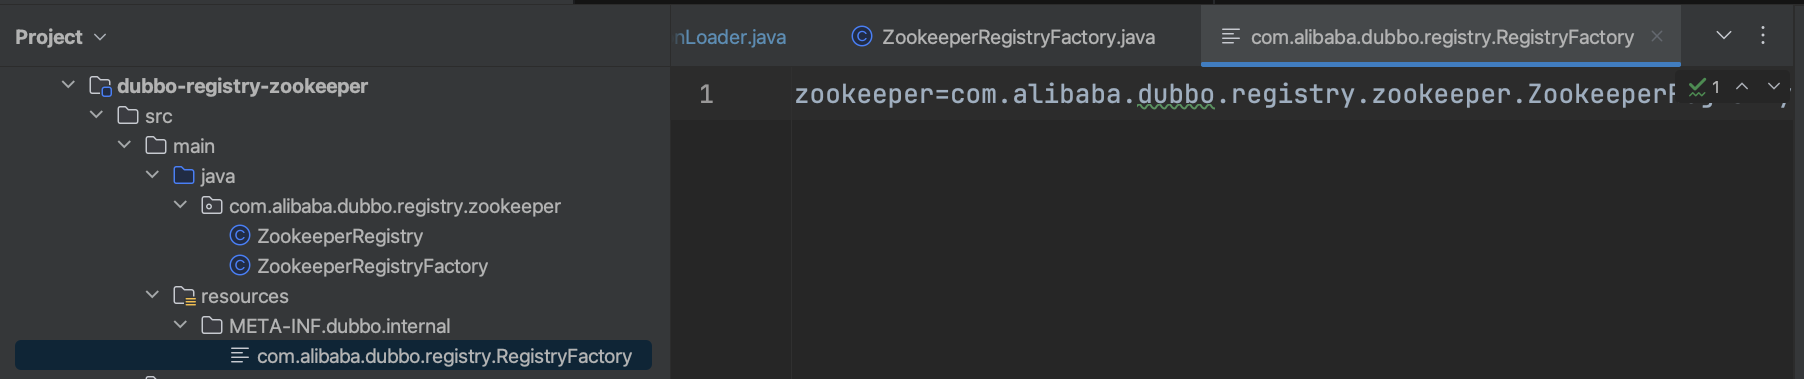 Project
dubbo-registry-zookeeper
src
main
java
com.alibaba.dubbo.registry.zookeeper
ZookeeperRegistry
ZookeeperRegistryFactory
resources
META-INF.dubbo.internal
com.alibaba.dubbo.registry.RegistryFactory
nLoader.java
ZookeeperRegistryFactory.java
com.alibaba.dubbo.registry.RegistryFactory
1
zookeeper=com.alibaba.dubbo.registry.zookeeper.Zookeeper
1